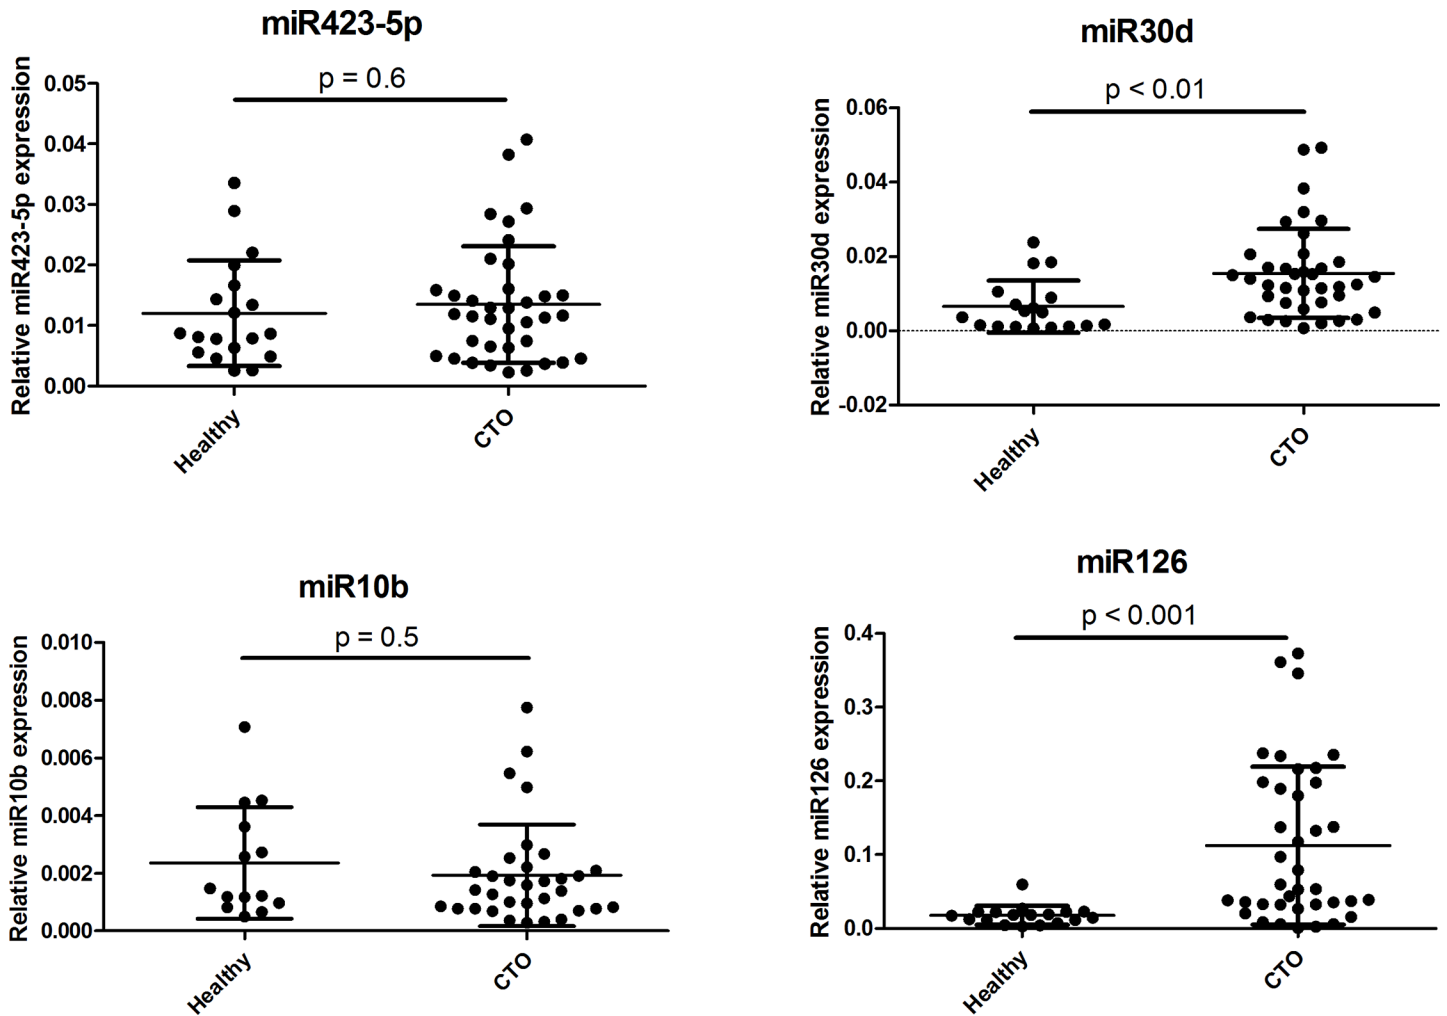 miR423-5p
p = 0.6
Relative miR423-5p expression
0.05
0.04
0.03
0.02
0.01
0.00
Healthy
CTO
miR30d
p < 0.01
Relative miR30d expression
0.06
0.04
0.02
0.00
-0.02
Healthy
CTO
miR10b
p = 0.5
Relative miR10b expression
0.010
0.008
0.006
0.004
0.002
0.000
Healthy
CTO
miR126
p < 0.001
Relative miR126 expression
0.4
0.3
0.2
0.1
0.0
Healthy
CTO